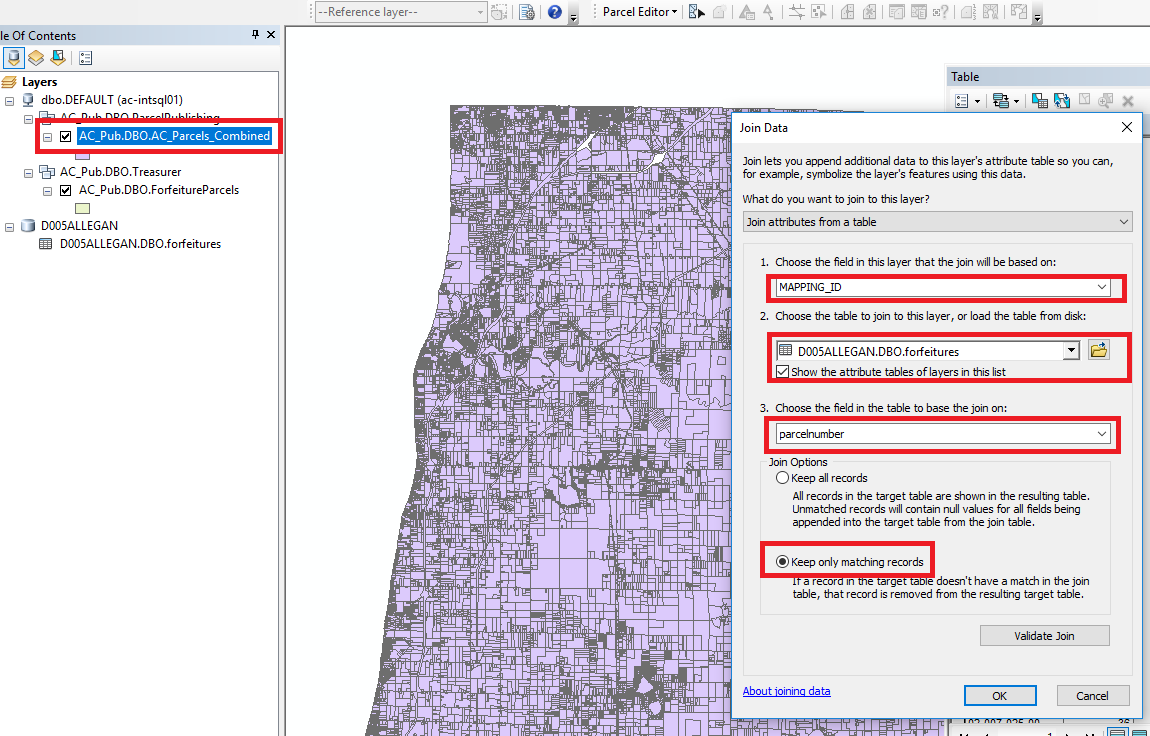 --Reference layer--
Parcel Editor
le Of Contents
Layers
dbo.DEFAULT (ac-intsql01)
AC_Pub.DBO.ParcelPublishing
AC_Pub.DBO.AC_Parcels_Combined
AC_Pub.DBO.Treasurer
AC_Pub.DBO.ForfeitureParcels
D005ALLEGAN
D005ALLEGAN.DBO.forfeitures
Table
Join Data
Join lets you append additional data to this layer's attribute table so you can,
for example, symbolize the layer's features using this data.
What do you want to join to this layer?
Join attributes from a table
1. Choose the field in this layer that the join will be based on:
MAPPING_ID
2. Choose the table to join to this layer, or load the table from disk:
D005ALLEGAN.DBO.forfeitures
Show the attribute tables of layers in this list
3. Choose the field in the table to base the join on:
parcelnumber
Join Options
Keep all records
All records in the target table are shown in the resulting table.
Unmatched records will contain null values for all fields being
appended into the target table from the join table.
Keep only matching records
If a record in the target table doesn't have a match in the join
table, that record is removed from the resulting target table.
Validate Join
About joining data
OK
Cancel